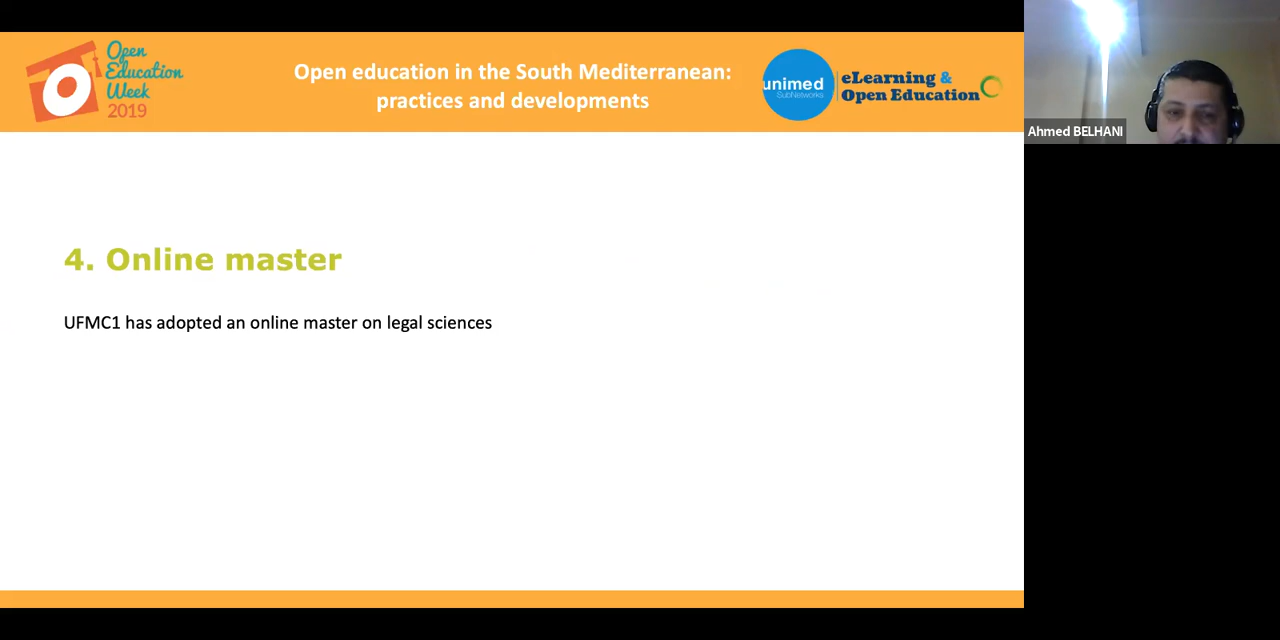 Open
Education
Week
2019
Open education in the South Mediterranean:
practices and developments
unimed
SubNetworks
eLearning &
Open Education
Ahmed BELHANI
4. Online master
UFMC1 has adopted an online master on legal sciences